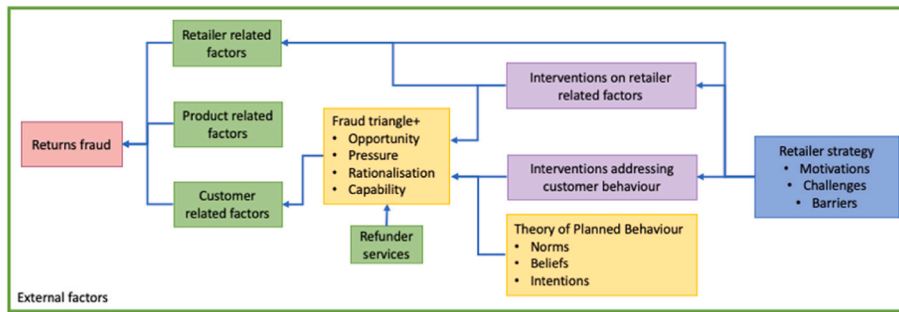 Retailer related
factors
Product related
factors
Returns fraud
Customer
related factors
Fraud triangle+
• Opportunity
• Pressure
• Rationalisation
• Capability
Refunder
services
Interventions on retailer
related factors
Interventions addressing
customer behaviour
Theory of Planned Behaviour
• Norms
• Beliefs
• Intentions
Retailer strategy
• Motivations
• Challenges
• Barriers
External factors